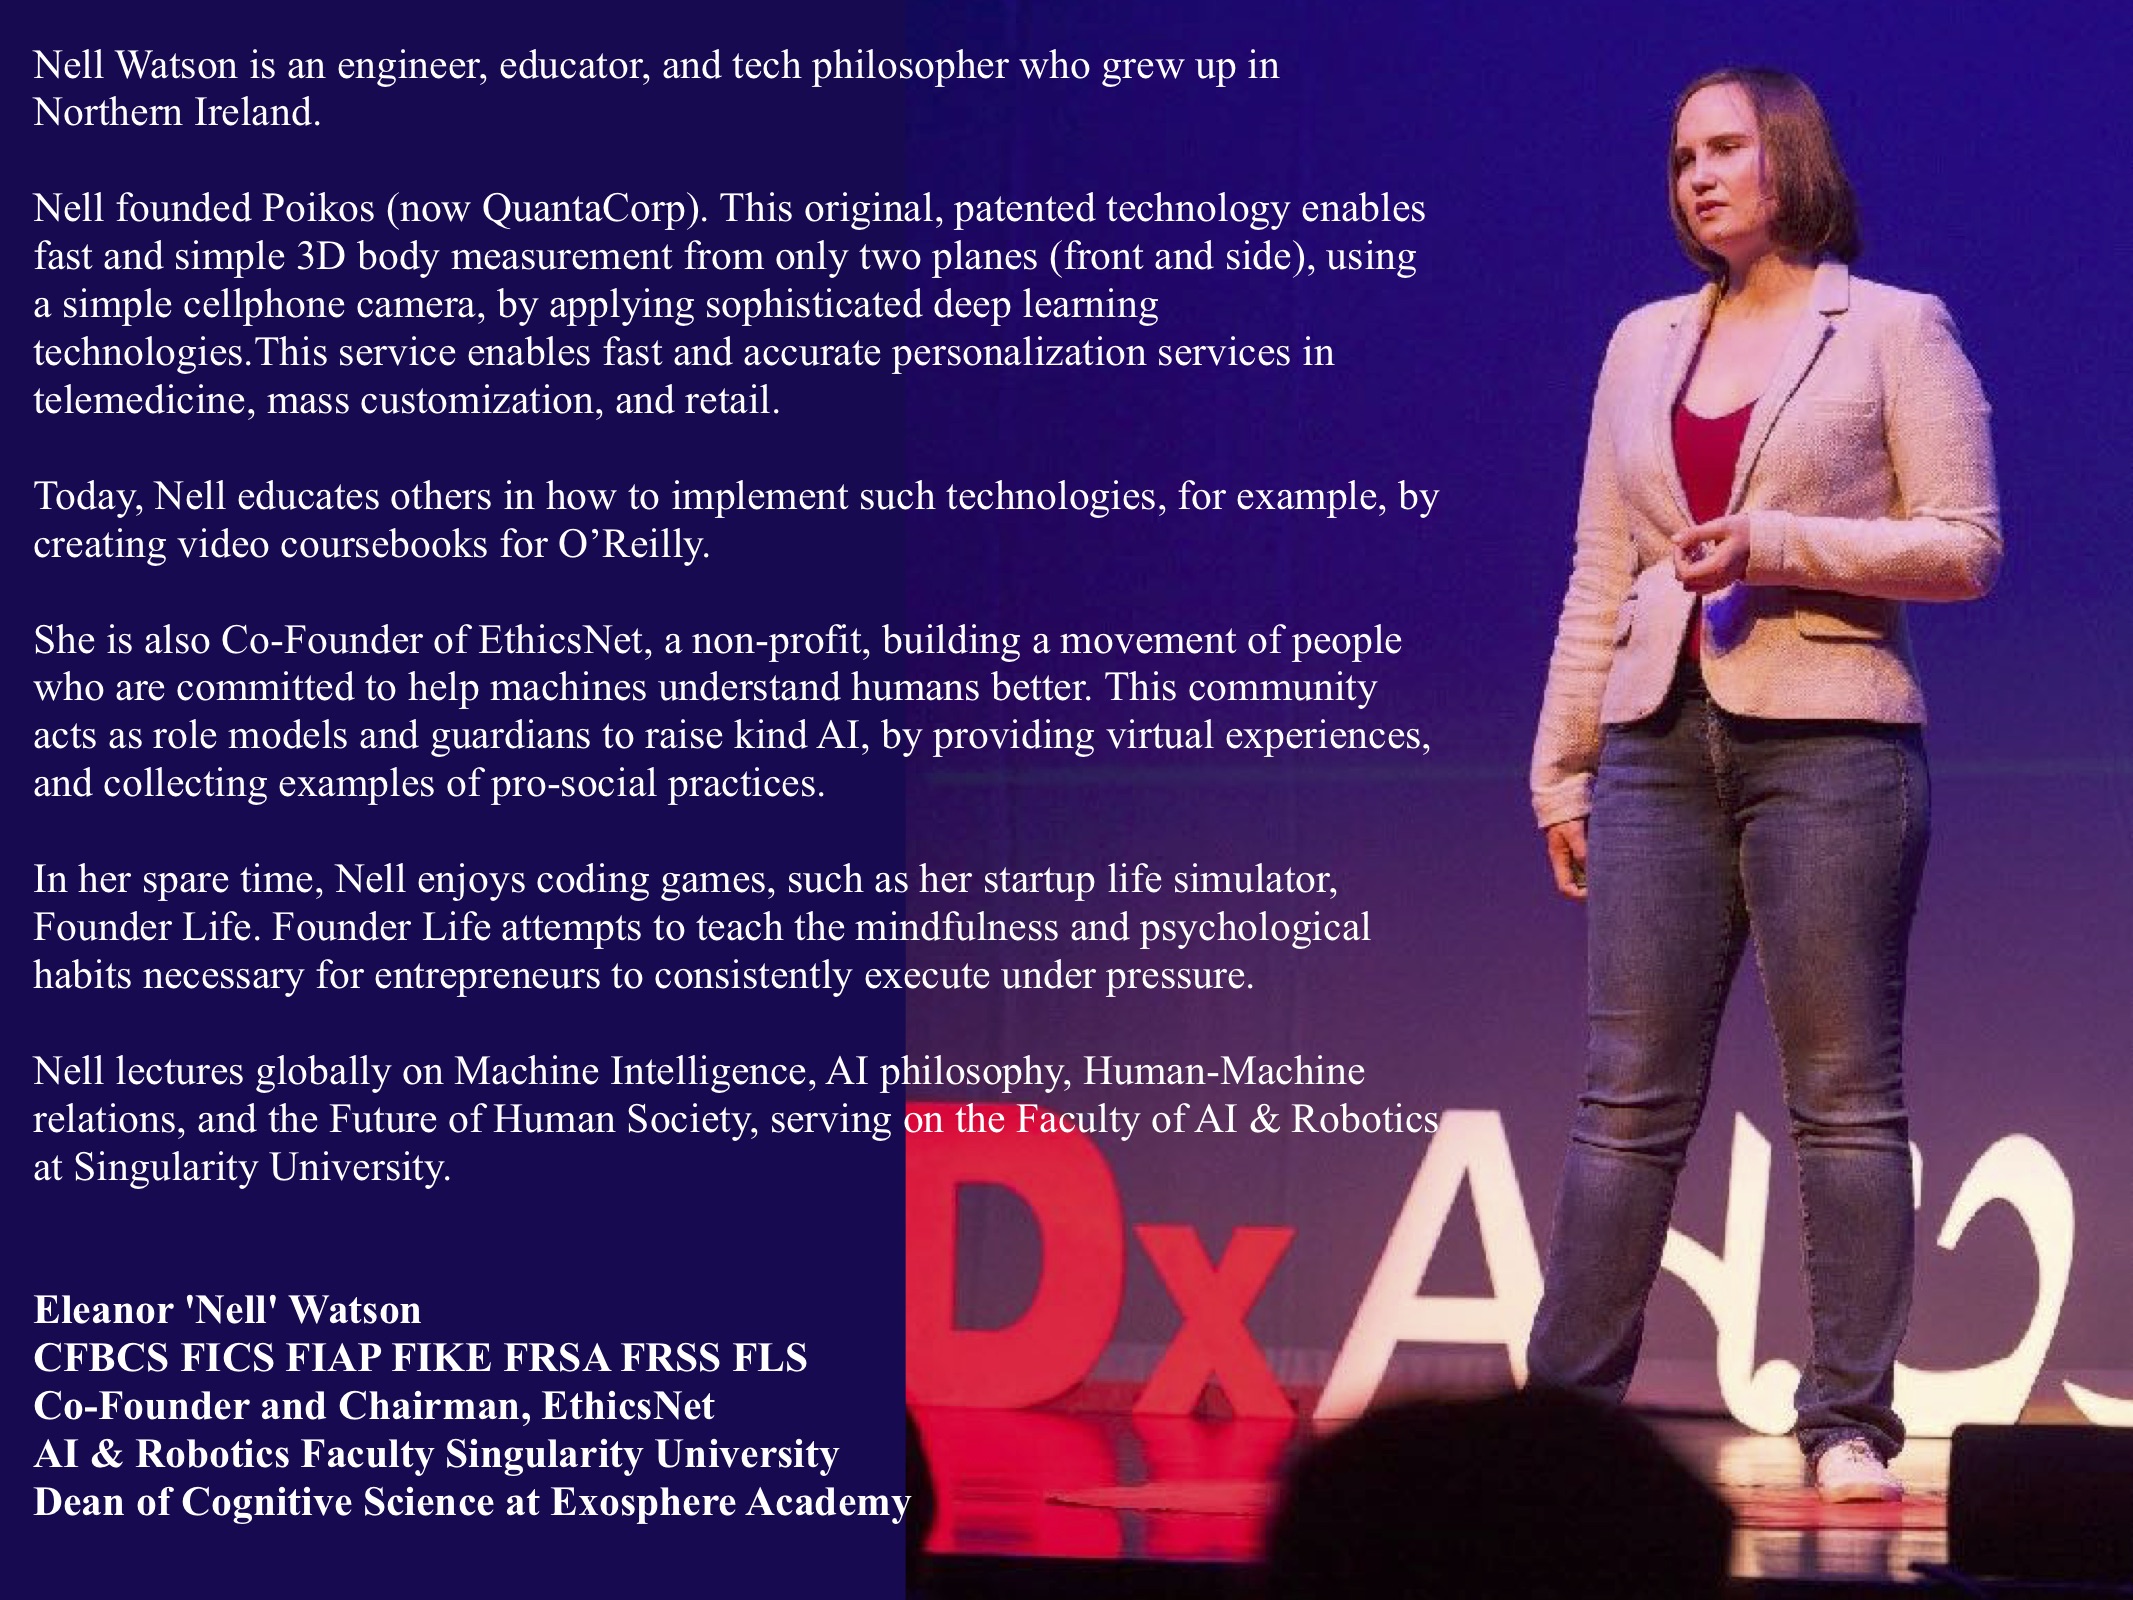 Nell Watson is an engineer, educator, and tech philosopher who grew up in
Northern Ireland.
Nell founded Poikos (now QuantaCorp). This original, patented technology enables
fast and simple 3D body measurement from only two planes (front and side), using
a simple cellphone camera, by applying sophisticated deep learning
technologies.This service enables fast and accurate personalization services in
telemedicine, mass customization, and retail.
Today, Nell educates others in how to implement such technologies, for example, by
creating video coursebooks for O’Reilly.
She is also Co-Founder of EthicsNet, a non-profit, building a movement of people
who are committed to help machines understand humans better. This community
acts as role models and guardians to raise kind AI, by providing virtual experiences,
and collecting examples of pro-social practices.
In her spare time, Nell enjoys coding games, such as her startup life simulator,
Founder Life. Founder Life attempts to teach the mindfulness and psychological
habits necessary for entrepreneurs to consistently execute under pressure.
Nell lectures globally on Machine Intelligence, AI philosophy, Human-Machine
relations, and the Future of Human Society, serving on the Faculty of AI & Robotics
at Singularity University.
Eleanor 'Nell' Watson
CFBCS FICS FIAP FIKE FRSA FRSS FLS
Co-Founder and Chairman, EthicsNet
AI & Robotics Faculty Singularity University
Dean of Cognitive Science at Exosphere Academy